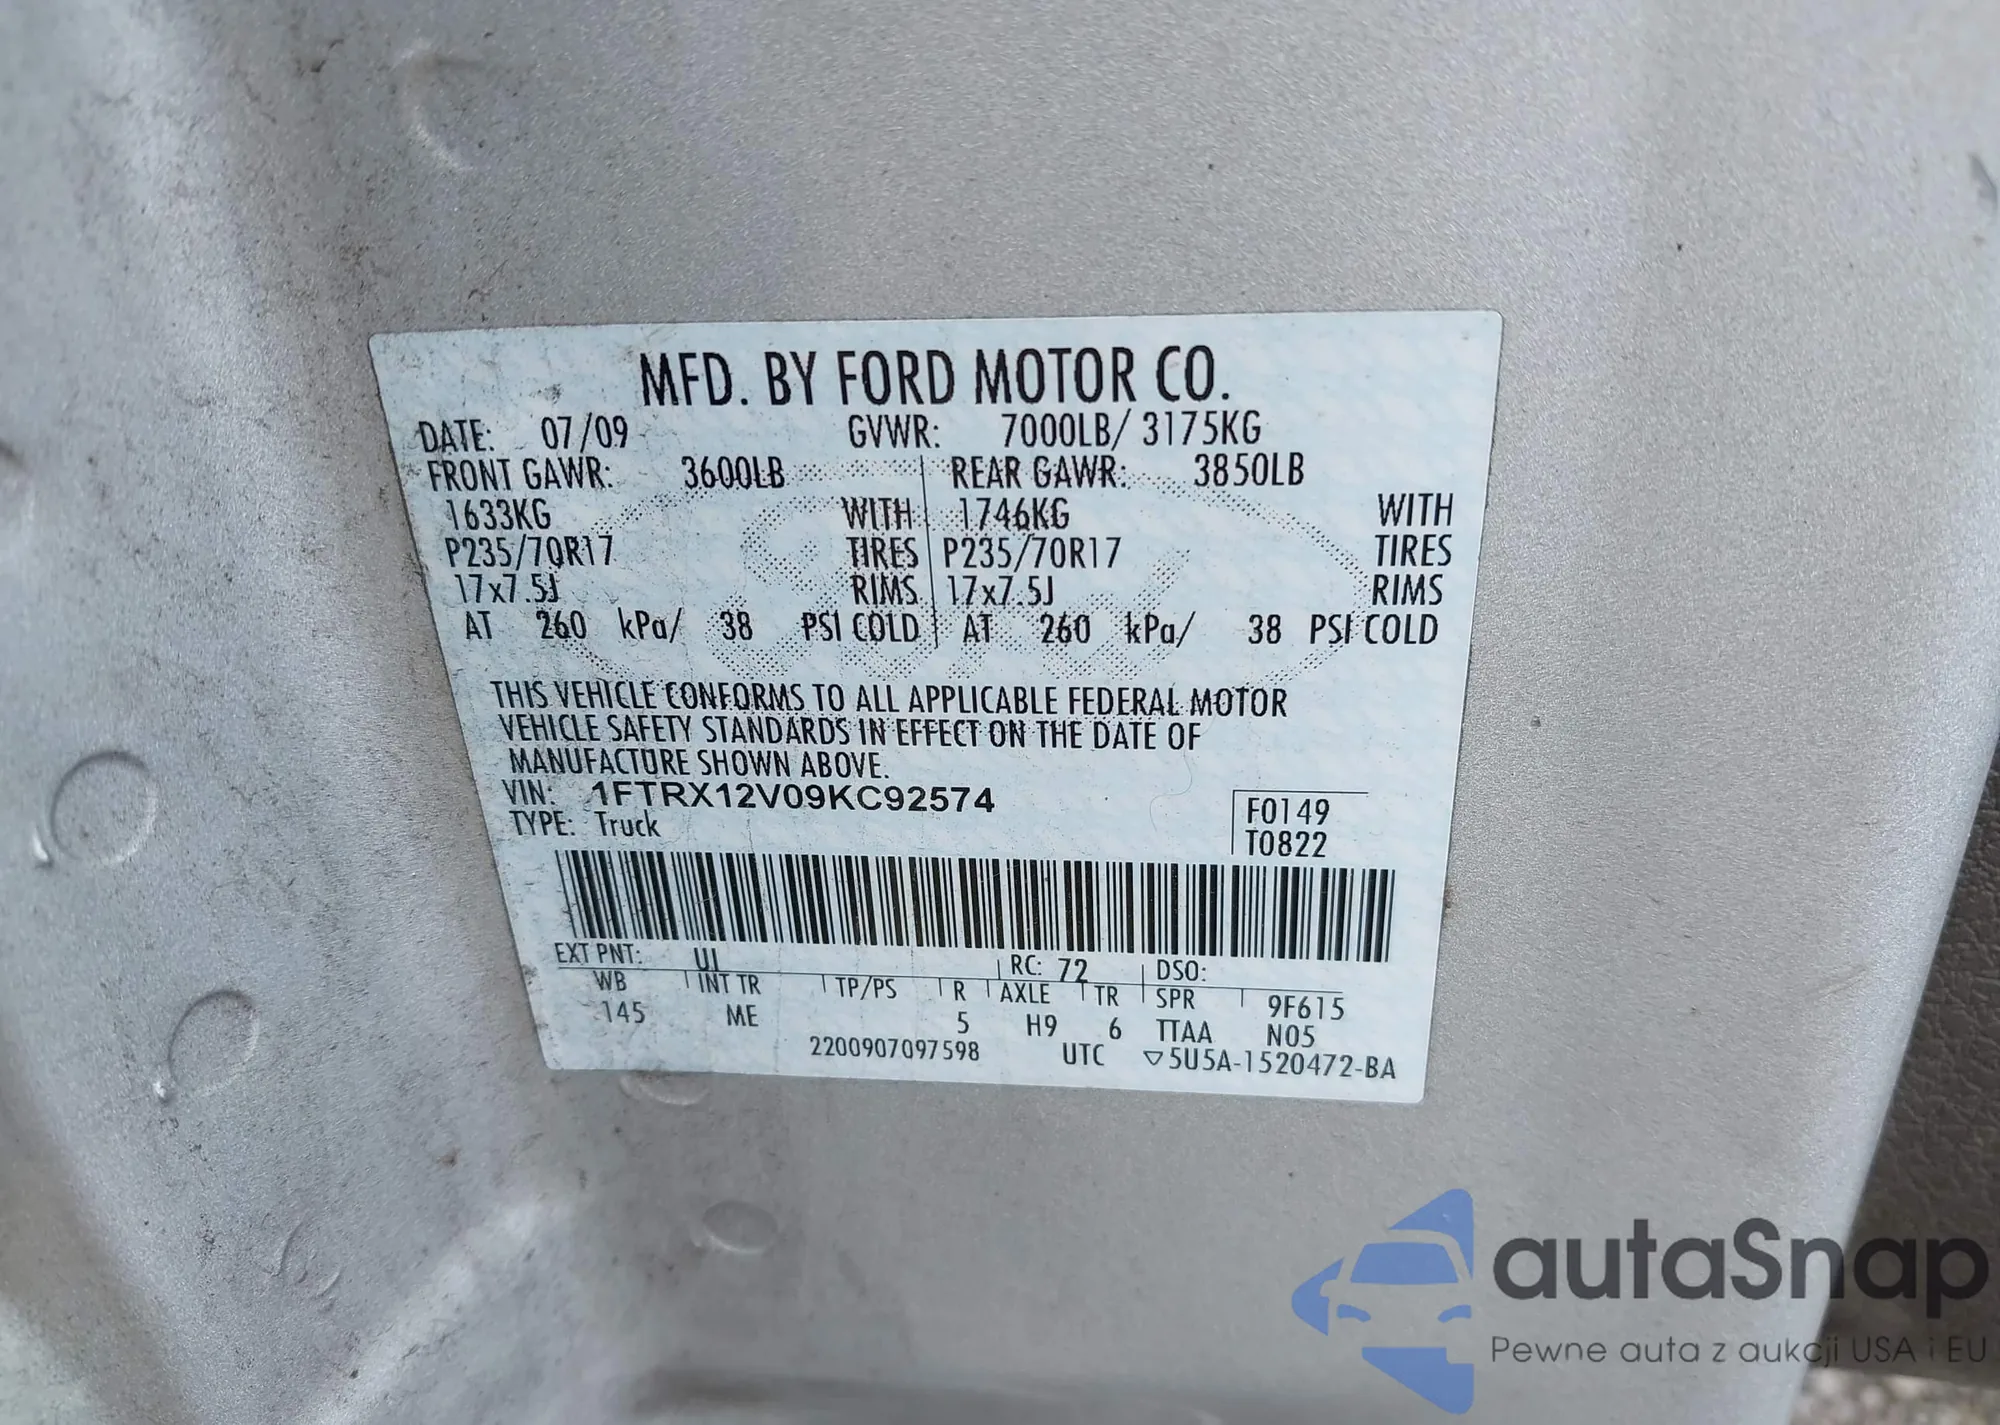 MFD. BY FORD MOTOR CO.
DATE: 07/09 GVWR: 7000LB/ 3175KG
FRONT GAWR: 3600LB REAR GAWR: 3850LB
1633KG WITH 1746KG WITH
P235/70R17 TIRES P235/70R17 TIRES
17x7.5J RIMS 17x7.5J RIMS
AT 260 kPa/ 38 PSI COLD AT 260 kPa/ 38 PSI COLD
THIS VEHICLE CONFORMS TO ALL APPLICABLE FEDERAL MOTOR
VEHICLE SAFETY STANDARDS IN EFFECT ON THE DATE OF
MANUFACTURE SHOWN ABOVE.
VIN: 1FTRX12V09KC92574
TYPE: Truck
F0149
T0822
EXT PNT: UI RC: 72 DSO:
WB INT TR TP/PS R AXLE TR SPR 9F615
145 ME 5 H9 6 TTAA N05
2200907097598 UTC ▽5U5A-1520472-BA
autaSnap
Pewne auta z aukcji USA i EU